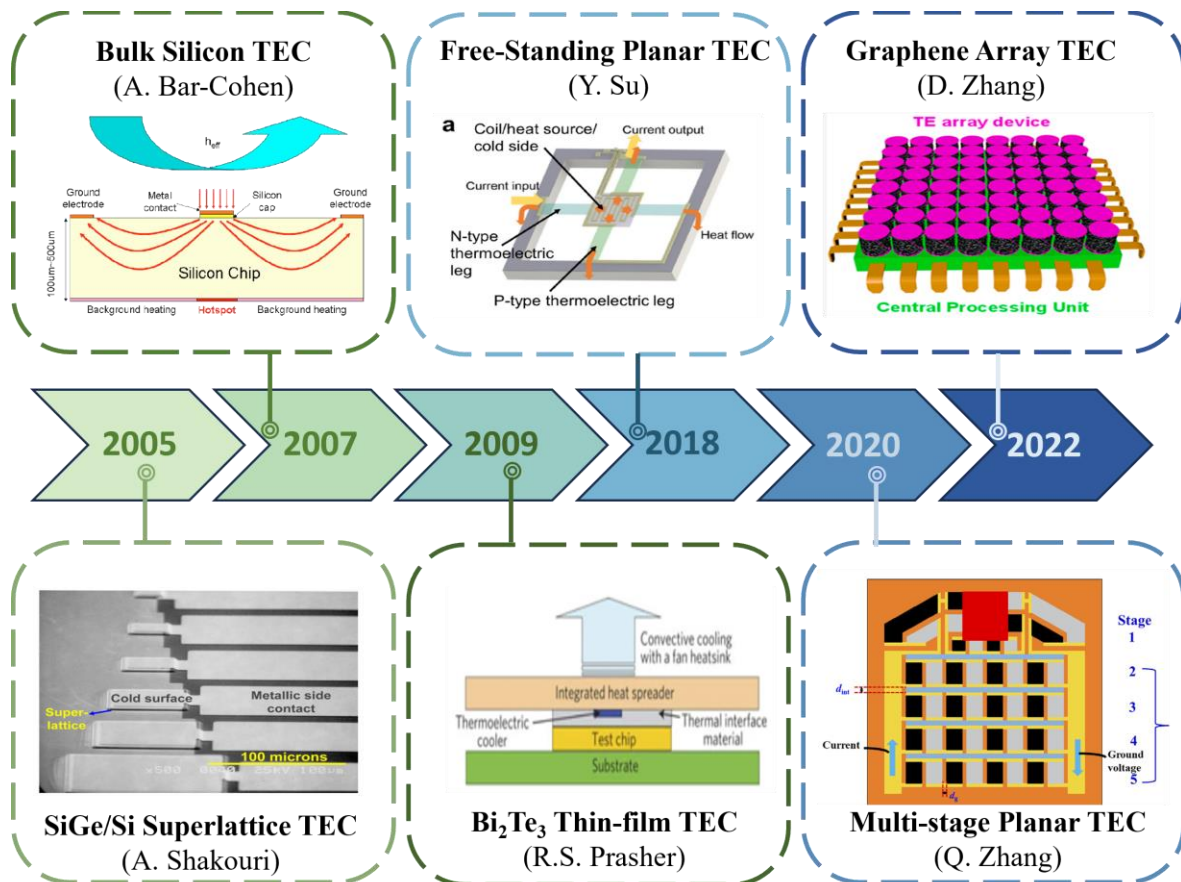 Bulk Silicon TEC
(A. Bar-Cohen)
heff
Ground
electrode
Metal
contact
Silicon
cap
Ground
electrode
100um~500um
Silicon Chip
Background heating
Hotspot
Background heating
Free-Standing Planar TEC
(Y. Su)
a
Coil/heat source/
cold side
Current output
Current input
Heat flow
N-type
thermoelectric
leg
P-type thermoelectric leg
Graphene Array TEC
(D. Zhang)
TE array device
Central Processing Unit
2005
2007
2009
2018
2020
2022
Cold surface
Metallic side
contact
Super-
lattice
100 microns
SiGe/Si Superlattice TEC
(A. Shakouri)
Convective cooling
with a fan heatsink
Integrated heat spreader
Thermoelectric
cooler
Thermal interface
material
Test chip
Substrate
Bi₂Te₃ Thin-film TEC
(R.S. Prasher)
Stage
1
2
dint
3
4
Current
Ground
voltage
5
Multi-stage Planar TEC
(Q. Zhang)